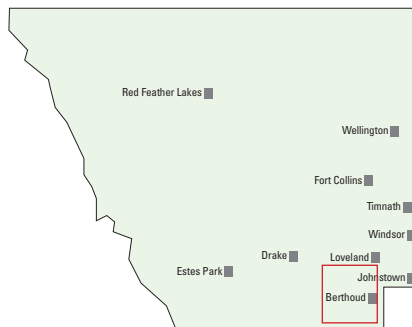 Red Feather Lakes
Wellington
Fort Collins
Timnath
Windsor
Drake
Loveland
Estes Park
Johnstown
Berthoud